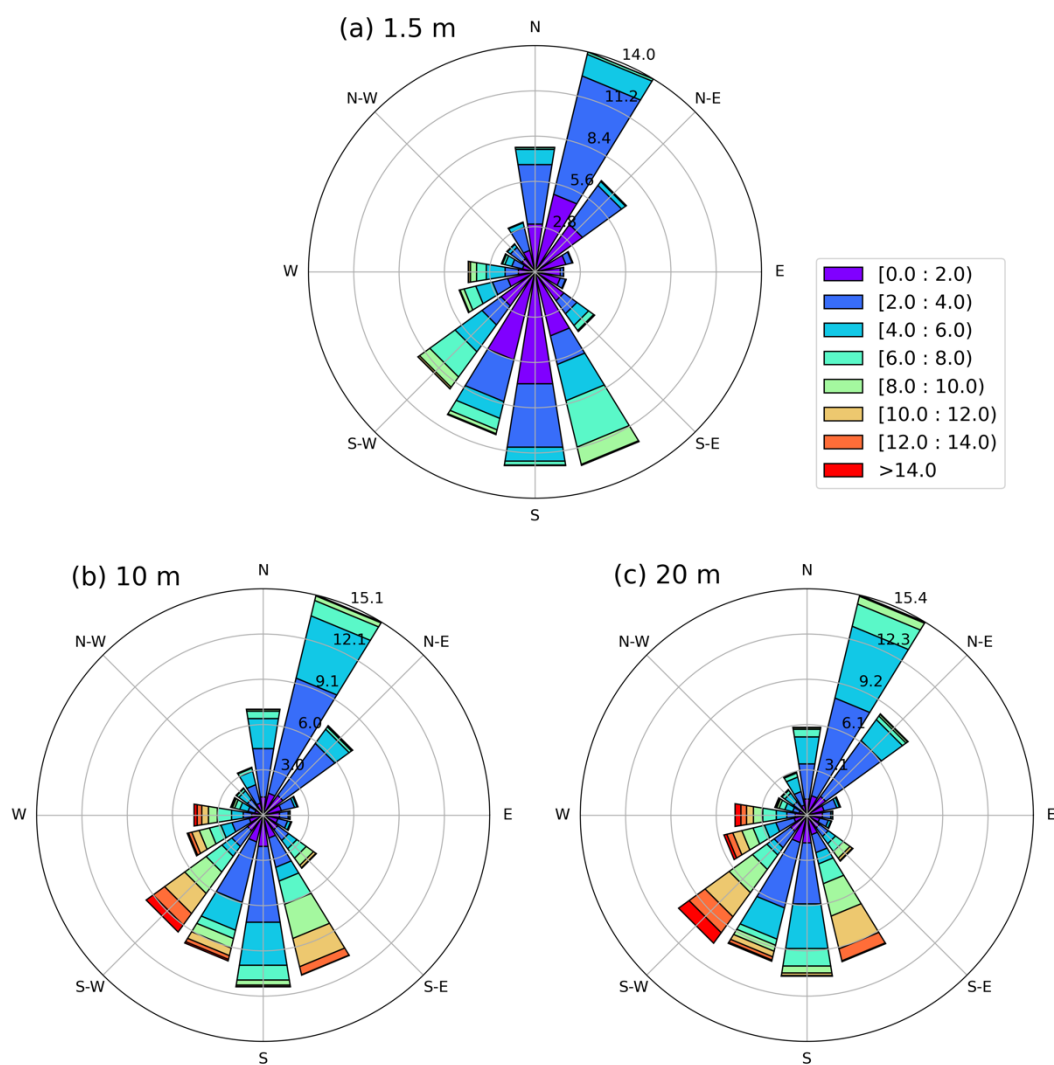 (a) 1.5 m
N
14.0
N-W
N-E
11.2
8.4
5.6
2.8
W
E
[0.0 : 2.0)
[2.0 : 4.0)
[4.0 : 6.0)
[6.0 : 8.0)
[8.0 : 10.0)
[10.0 : 12.0)
[12.0 : 14.0)
>14.0
S-W
S-E
S
(b) 10 m
N
15.1
N-W
N-E
12.1
9.1
6.0
3.0
W
E
S-W
S-E
S
(c) 20 m
N
15.4
N-W
N-E
12.3
9.2
6.1
3.1
W
E
S-W
S-E
S